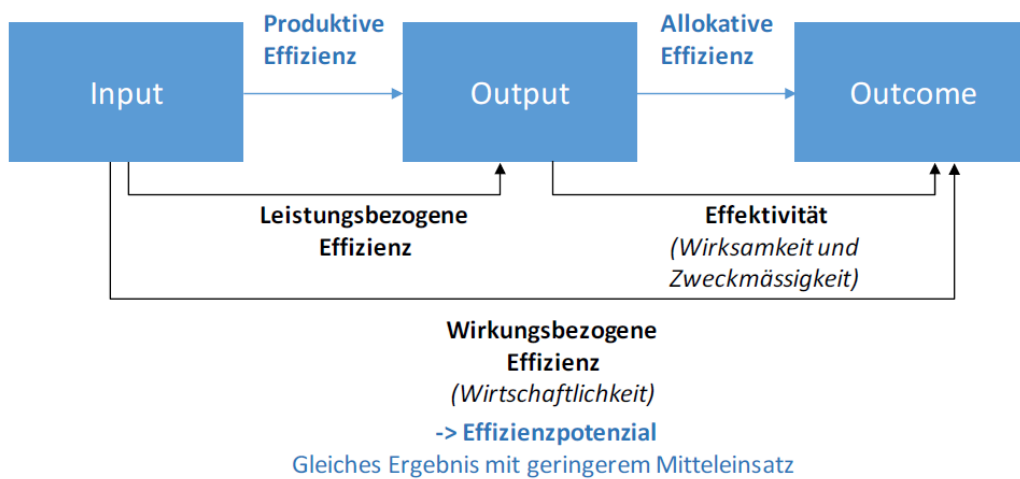 Produktive
Effizienz
Allokative
Effizienz
Input
Output
Outcome
Leistungsbezogene
Effizienz
Effektivität
(Wirksamkeit und
Zweckmässigkeit)
Wirkungsbezogene
Effizienz
(Wirtschaftlichkeit)
-> Effizienzpotenzial
Gleiches Ergebnis mit geringerem Mitteleinsatz